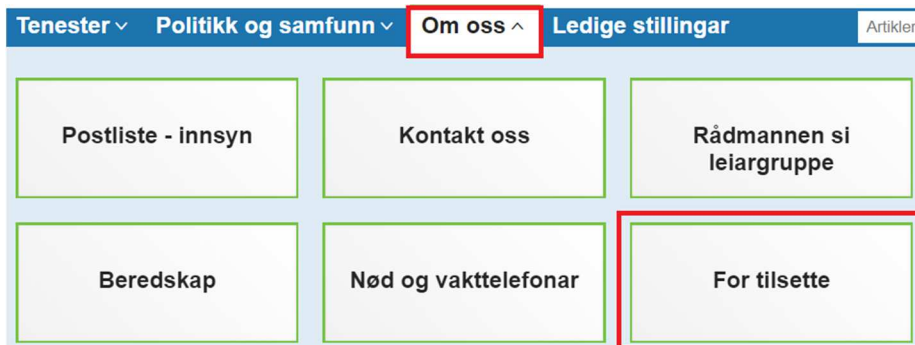 Tenester Politikk og samfunn Om oss Ledige stillingar Artikler
Postliste - innsyn Kontakt oss Rådmannen si
leiargruppe
Beredskap Nød og vakttelefonar For tilsette